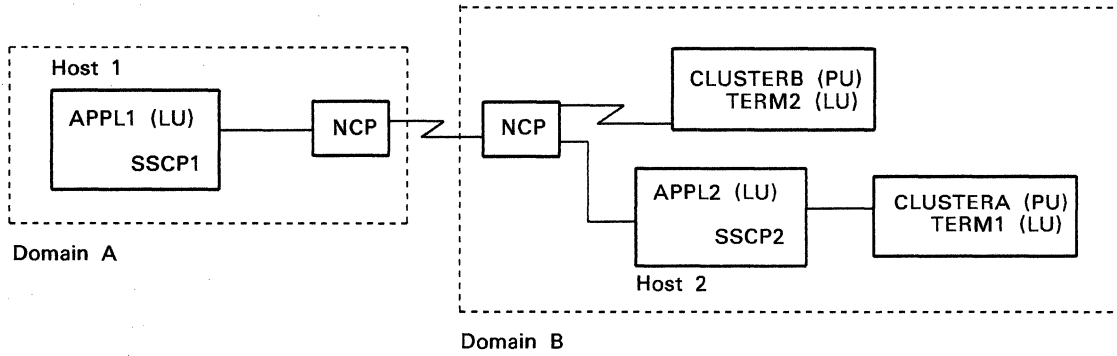 Host 1
APPL1 (LU)
SSCP1
NCP
Domain A
NCP
CLUSTERB (PU)
TERM2 (LU)
APPL2 (LU)
SSCP2
Host 2
CLUSTERA (PU)
TERM1 (LU)
Domain B